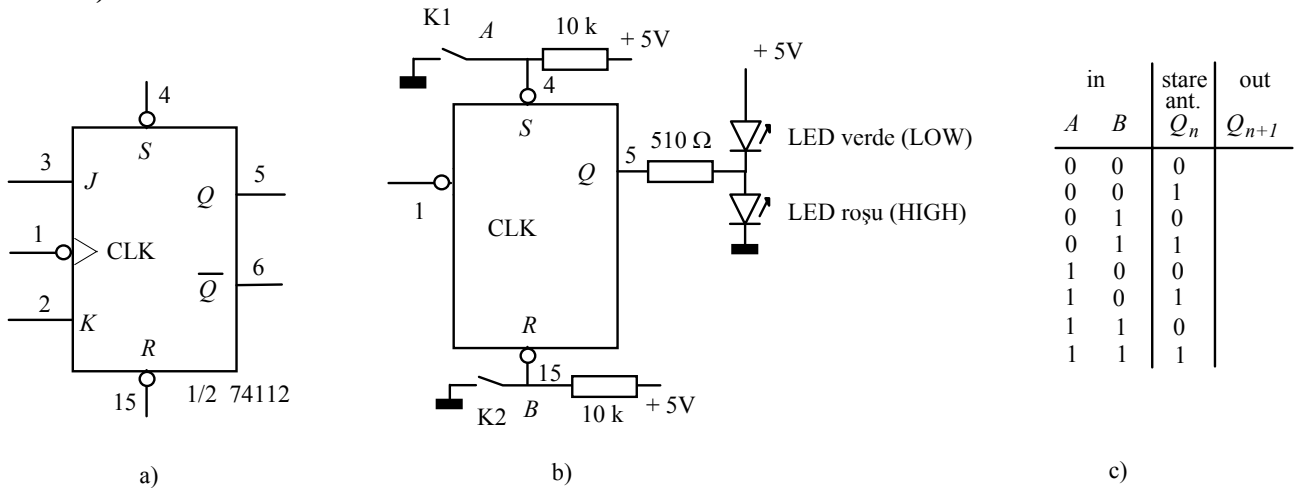 4
S
3
J
Q
5
1
CLK
Q
6
2
K
R
15
1/2 74112
a)
K1
A
10 k
+ 5V
4
S
+ 5V
510 Ω
LED verde (LOW)
Q
5
1
CLK
LED roşu (HIGH)
R
15
K2
B
10 k
+ 5V
b)
in stare out
ant.
A B Qn Qn+1
0 0 0
0 0 1
0 1 0
0 1 1
1 0 0
1 0 1
1 1 0
1 1 1
c)